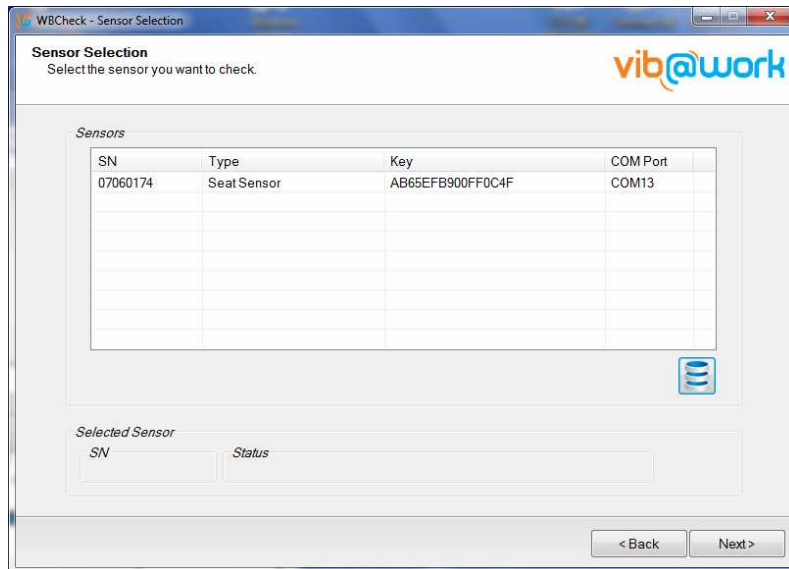 WBCheck - Sensor Selection
Sensor Selection
Select the sensor you want to check.
vib@work
Sensors
SN Type Key COM Port
07060174 Seat Sensor AB65EFB900FF0C4F COM13
Selected Sensor
SN Status
< Back Next >